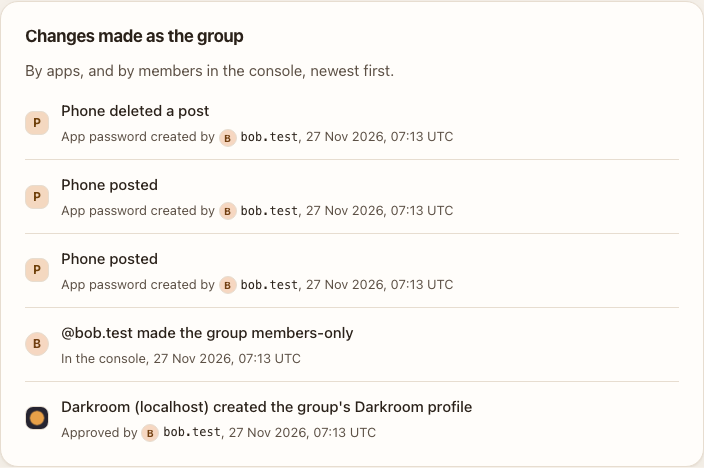 Changes made as the group
By apps, and by members in the console, newest first.
P
Phone deleted a post
App password created by B bob.test, 27 Nov 2026, 07:13 UTC
P
Phone posted
App password created by B bob.test, 27 Nov 2026, 07:13 UTC
P
Phone posted
App password created by B bob.test, 27 Nov 2026, 07:13 UTC
B
@bob.test made the group members-only
In the console, 27 Nov 2026, 07:13 UTC
Darkroom (localhost) created the group's Darkroom profile
Approved by B bob.test, 27 Nov 2026, 07:13 UTC